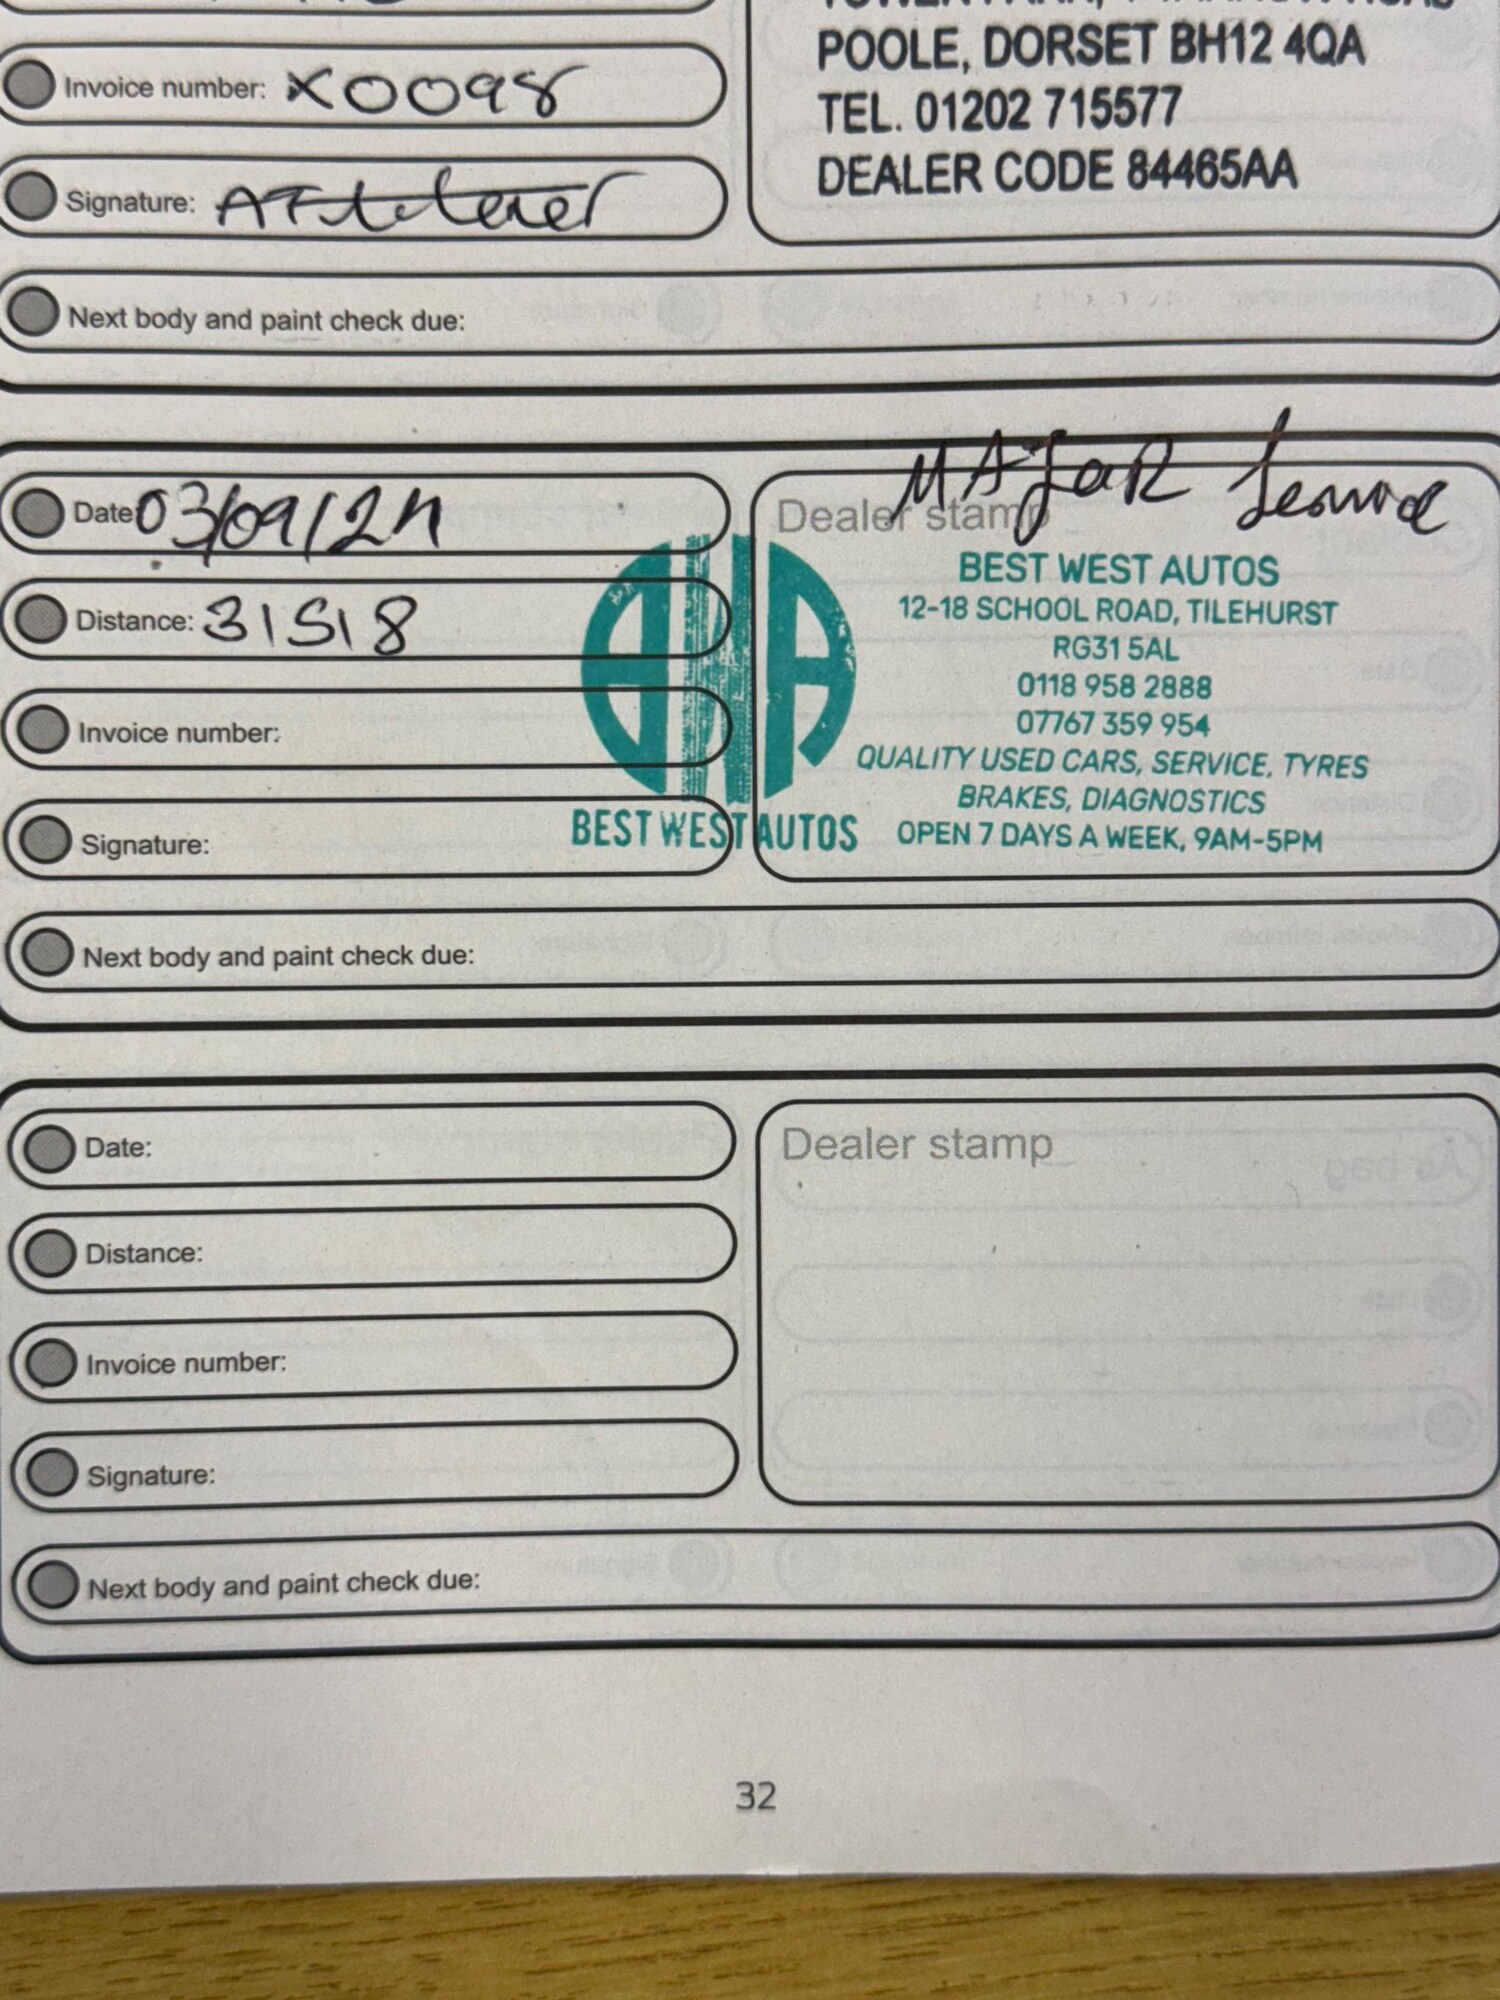 POOLE, DORSET BH12 4QA
Invoice number: X0098
TEL. 01202 715577
DEALER CODE 84465AA
Signature:
Next body and paint check due:
MAJOR Service
Date: 03/09/24
Dealer stamp
BEST WEST AUTOS
12-18 SCHOOL ROAD, TILEHURST
Distance: 31518
RG31 5AL
0118 958 2888
Invoice number:
07767 359 954
QUALITY USED CARS, SERVICE, TYRES
BRAKES, DIAGNOSTICS
Signature:
BEST WEST AUTOS
OPEN 7 DAYS A WEEK, 9AM-5PM
Next body and paint check due:
Date:
Dealer stamp
Distance:
Invoice number:
Signature:
Next body and paint check due:
32